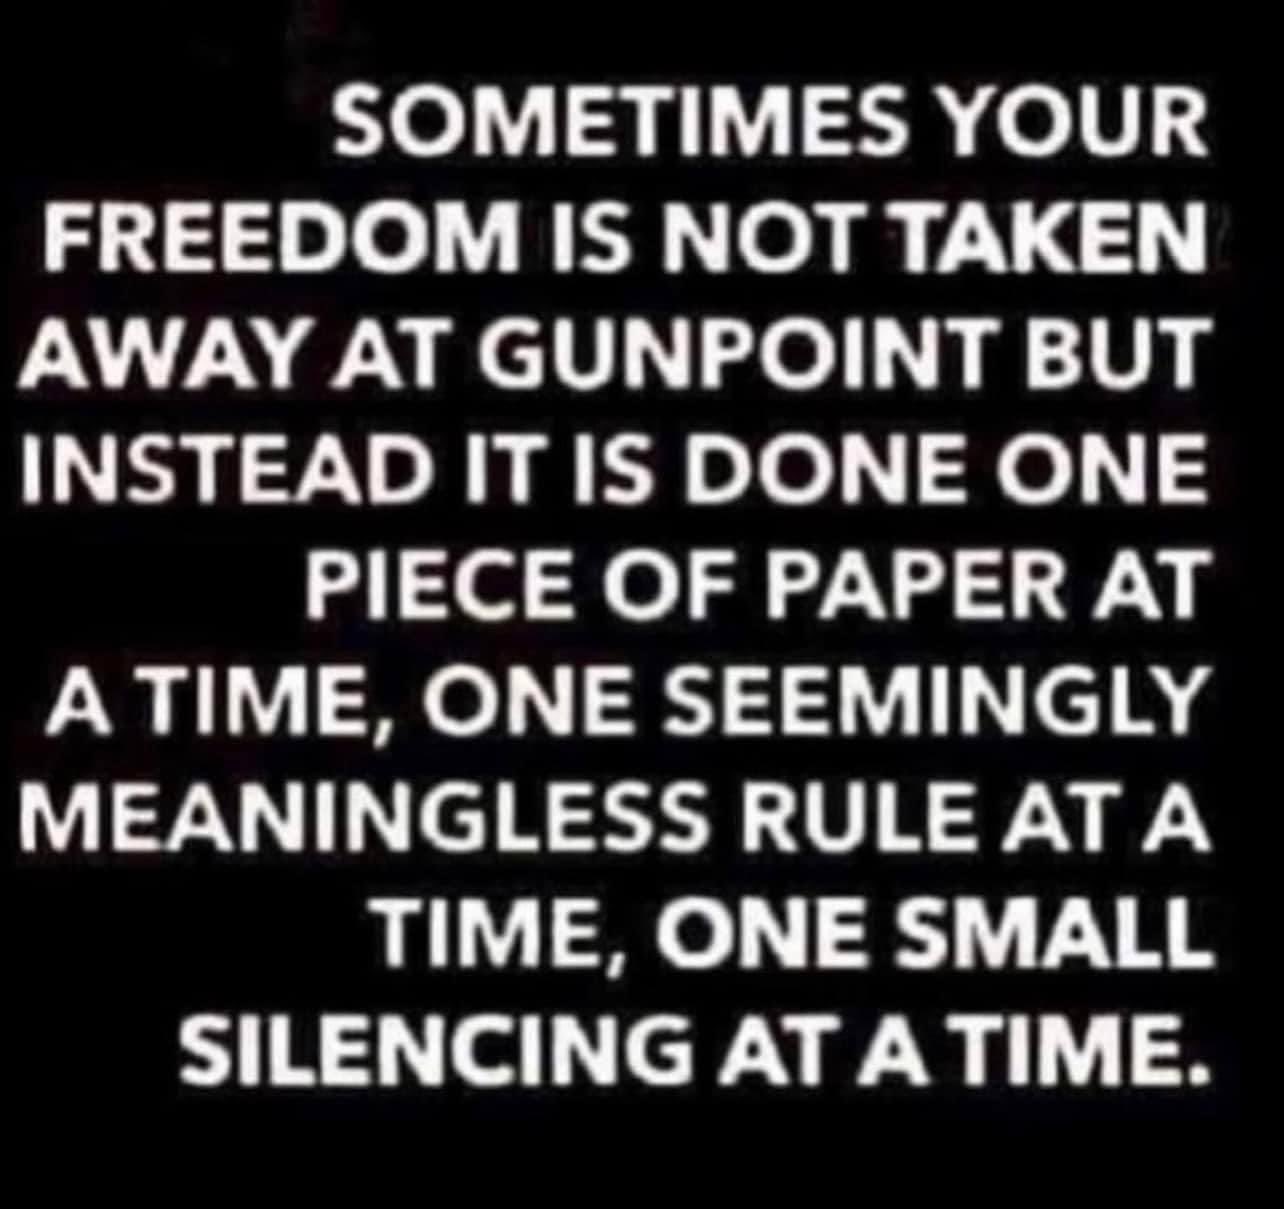 SOMETIMES YOUR
FREEDOM IS NOT TAKEN
AWAY AT GUNPOINT BUT
INSTEAD IT IS DONE ONE
PIECE OF PAPER AT
A TIME, ONE SEEMINGLY
MEANINGLESS RULE AT A
TIME, ONE SMALL
SILENCING AT A TIME.